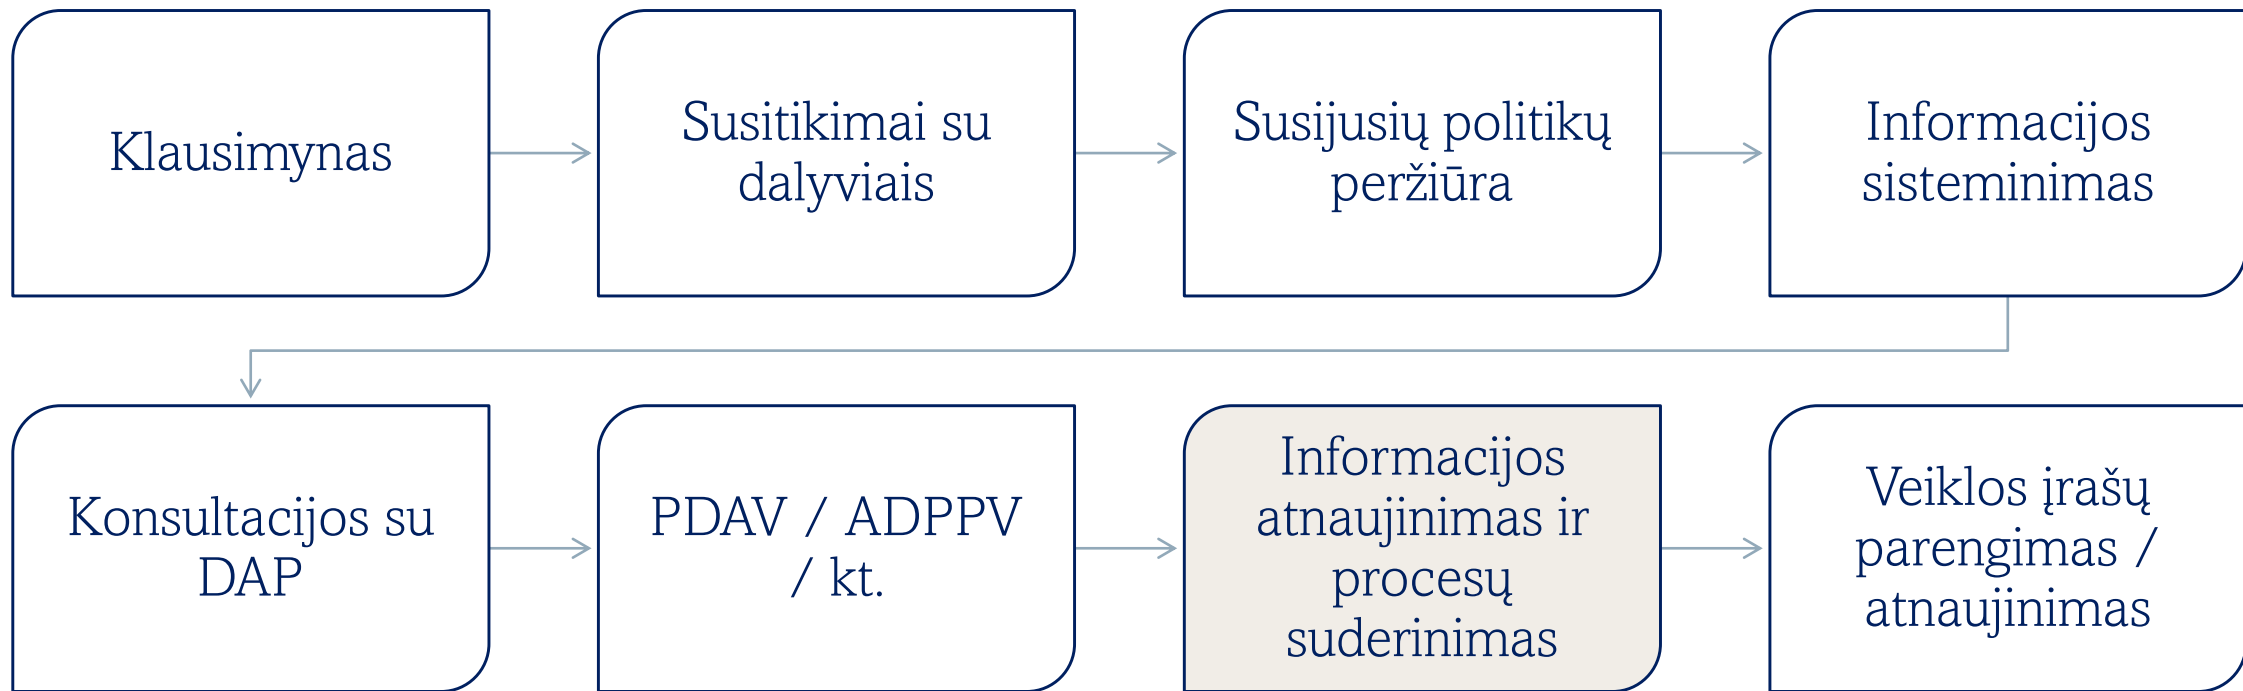 Klausimynas
Susitikimai su
dalyviais
Susijusių politikų
peržiūra
Informacijos
sisteminimas
Konsultacijos su
DAP
PDAV / ADPPV
/ kt.
Informacijos
atnaujinimas ir
procesų
suderinimas
Veiklos įrašų
parengimas /
atnaujinimas